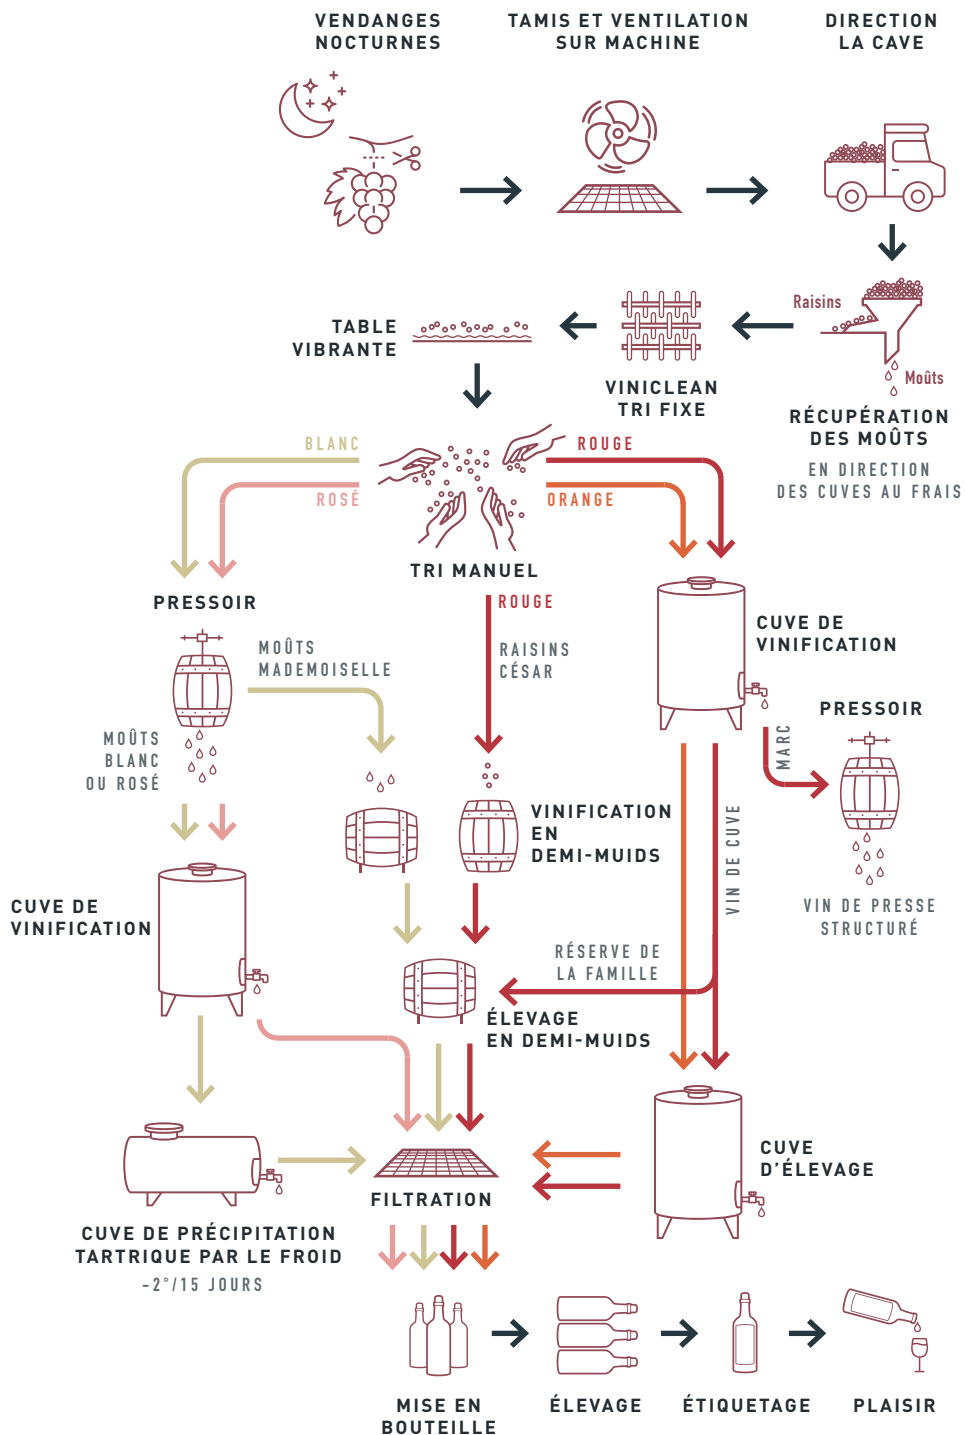 VENDANGES
NOCTURNES
TAMIS ET VENTILATION
SUR MACHINE
DIRECTION
LA CAVE
Raisins
Moûts
RÉCUPÉRATION
DES MOÛTS
EN DIRECTION
DES CUVES AU FRAIS
VINICLEAN
TRI FIXE
TABLE
VIBRANTE
BLANC
ROSÉ
ROUGE
ORANGE
TRI MANUEL
PRESSOIR
MOÛTS
MADEMOISELLE
ROUGE
RAISINS
CÉSAR
CUVE DE
VINIFICATION
MARC
PRESSOIR
MOÛTS
BLANC
OU ROSÉ
VINIFICATION
EN
DEMI-MUIDS
VIN DE CUVE
VIN DE PRESSE
STRUCTURÉ
CUVE DE
VINIFICATION
RÉSERVE DE
LA FAMILLE
ÉLEVAGE
EN DEMI-MUIDS
CUVE
D'ÉLEVAGE
FILTRATION
CUVE DE PRÉCIPITATION
TARTRIQUE PAR LE FROID
-2°/15 JOURS
MISE EN
BOUTEILLE
ÉLEVAGE
ÉTIQUETAGE
PLAISIR